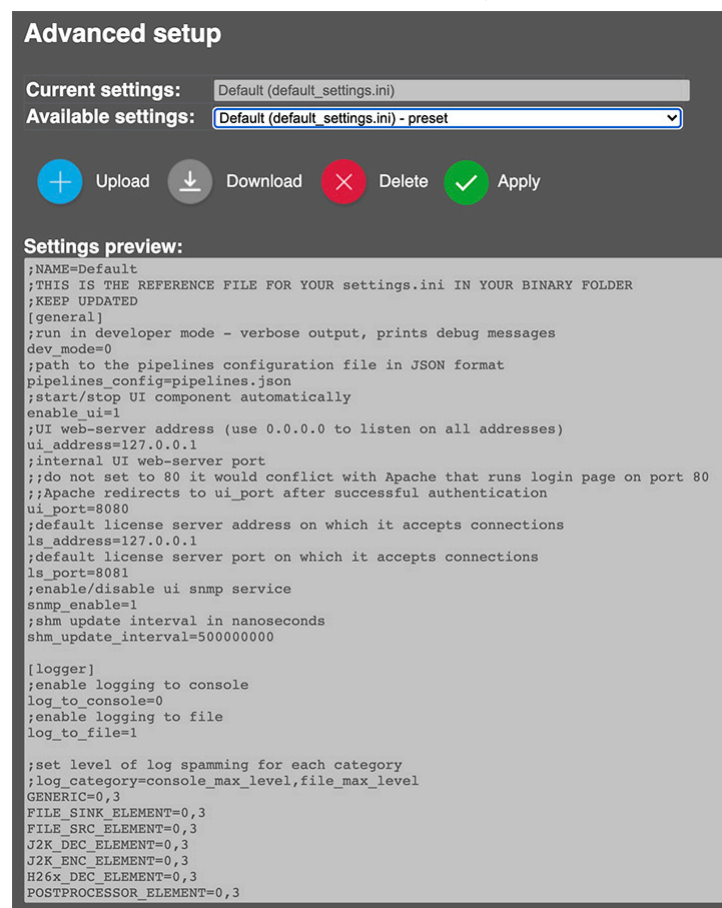 Advanced setup
Current settings: Default (default_settings.ini)
Available settings: Default (default_settings.ini) - preset
Upload Download Delete Apply
Settings preview:
;NAME=Default
;THIS IS THE REFERENCE FILE FOR YOUR settings.ini IN YOUR BINARY FOLDER
;KEEP UPDATED
[general]
;run in developer mode - verbose output, prints debug messages
dev_mode=0
;path to the pipelines configuration file in JSON format
pipelines_config=pipelines.json
;start/stop UI component automatically
enable_ui=1
;UI web-server address (use 0.0.0.0 to listen on all addresses)
ui_address=127.0.0.1
;internal UI web-server port
;;do not set to 80 it would conflict with Apache that runs login page on port 80
;;Apache redirects to ui_port after successful authentication
ui_port=8080
;default license server address on which it accepts connections
ls_address=127.0.0.1
;default license server port on which it accepts connections
ls_port=8081
;enable/disable ui snmp service
snmp_enable=1
;shm update interval in nanoseconds
shm_update_interval=500000000
[logger]
;enable logging to console
log_to_console=0
;enable logging to file
log_to_file=1
;set level of log spamming for each category
;log_category=console_max_level,file_max_level
GENERIC=0,3
FILE_SINK_ELEMENT=0,3
FILE_SRC_ELEMENT=0,3
J2K_DEC_ELEMENT=0,3
J2K_ENC_ELEMENT=0,3
H26x_DEC_ELEMENT=0,3
POSTPROCESSOR_ELEMENT=0,3